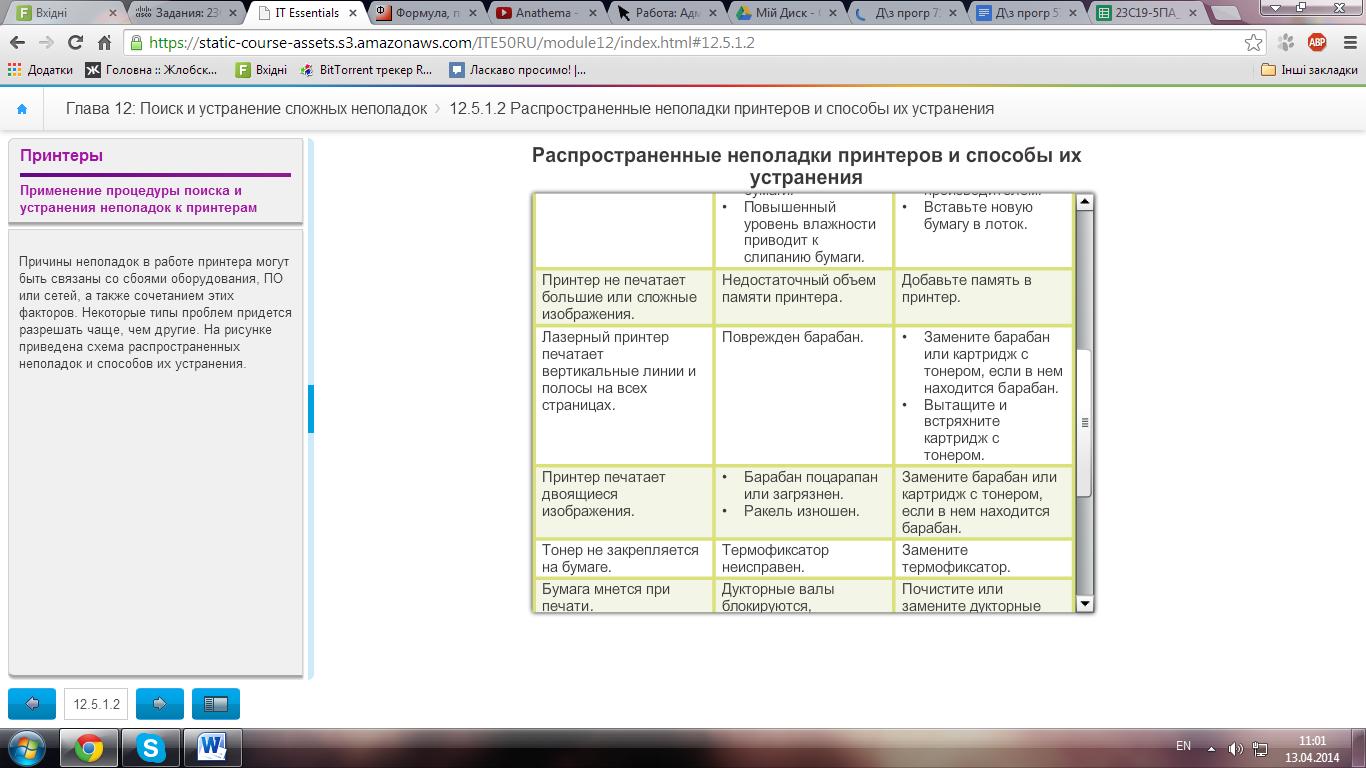 Вхідні
Задания: 23
IT Essentials
Формула, п
Anathema -
Работа: Адм
Мій Диск -
Д\з прогр 7
Д\з прогр 5
23С19-5ПА_
https://static-course-assets.s3.amazonaws.com/ITE50RU/module12/index.html#12.5.1.2
ABP
Додатки
Головна :: Жлобск...
Вхідні
BitTorrent трекер R...
Ласкаво просимо! |...
Інші закладки
Глава 12: Поиск и устранение сложных неполадок
12.5.1.2 Распространенные неполадки принтеров и способы их устранения
Принтеры
Применение процедуры поиска и
устранения неполадок к принтерам
Причины неполадок в работе принтера могут
быть связаны со сбоями оборудования, ПО
или сетей, а также сочетанием этих
факторов. Некоторые типы проблем придется
разрешать чаще, чем другие. На рисунке
приведена схема распространенных
неполадок и способов их устранения.
Распространенные неполадки принтеров и способы их
устранения
бумаги.
• Повышенный
уровень влажности
приводит к
слипанию бумаги.
производителем.
• Вставьте новую
бумагу в лоток.
Принтер не печатает
большие или сложные
изображения.
Недостаточный объем
памяти принтера.
Добавьте память в
принтер.
Лазерный принтер
печатает
вертикальные линии и
полосы на всех
страницах.
Поврежден барабан.
• Замените барабан
или картридж с
тонером, если в нем
находится барабан.
• Вытащите и
встряхните
картридж с
тонером.
Принтер печатает
двоящиеся
изображения.
• Барабан поцарапан
или загрязнен.
• Ракель изношен.
Замените барабан или
картридж с тонером,
если в нем находится
барабан.
Тонер не закрепляется
на бумаге.
Термофиксатор
неисправен.
Замените
термофиксатор.
Бумага мнется при
печати.
Дукторные валы
блокируются,
Почистите или
замените дукторные
12.5.1.2
EN
11:01
13.04.2014